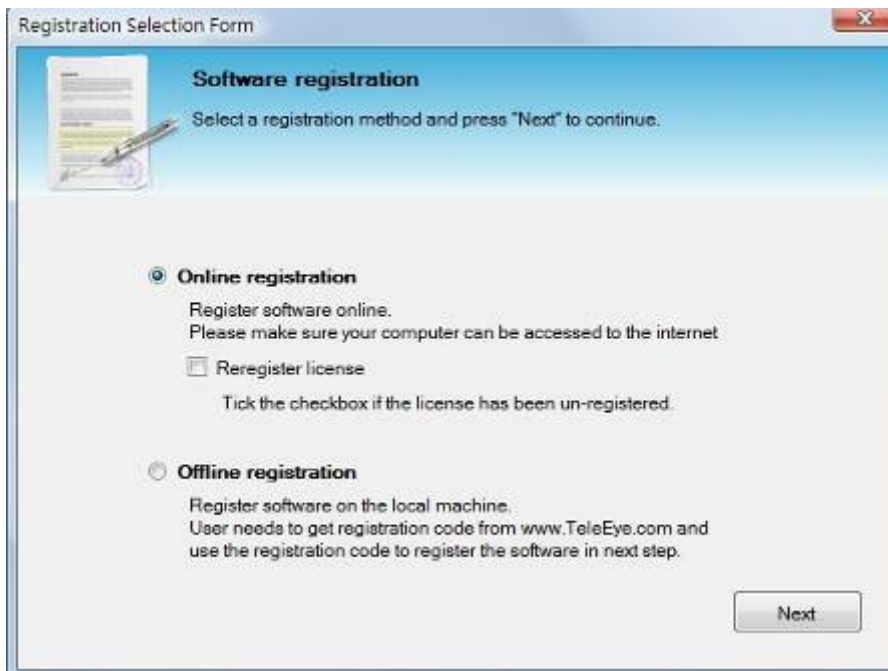 Registration Selection Form
Software registration
Select a registration method and press "Next" to continue.
Online registration
Register software online.
Please make sure your computer can be accessed to the internet
Reregister license
Tick the checkbox if the license has been un-registered.
Offline registration
Register software on the local machine.
User needs to get registration code from www.TeleEye.com and
use the registration code to register the software in next step.
Next